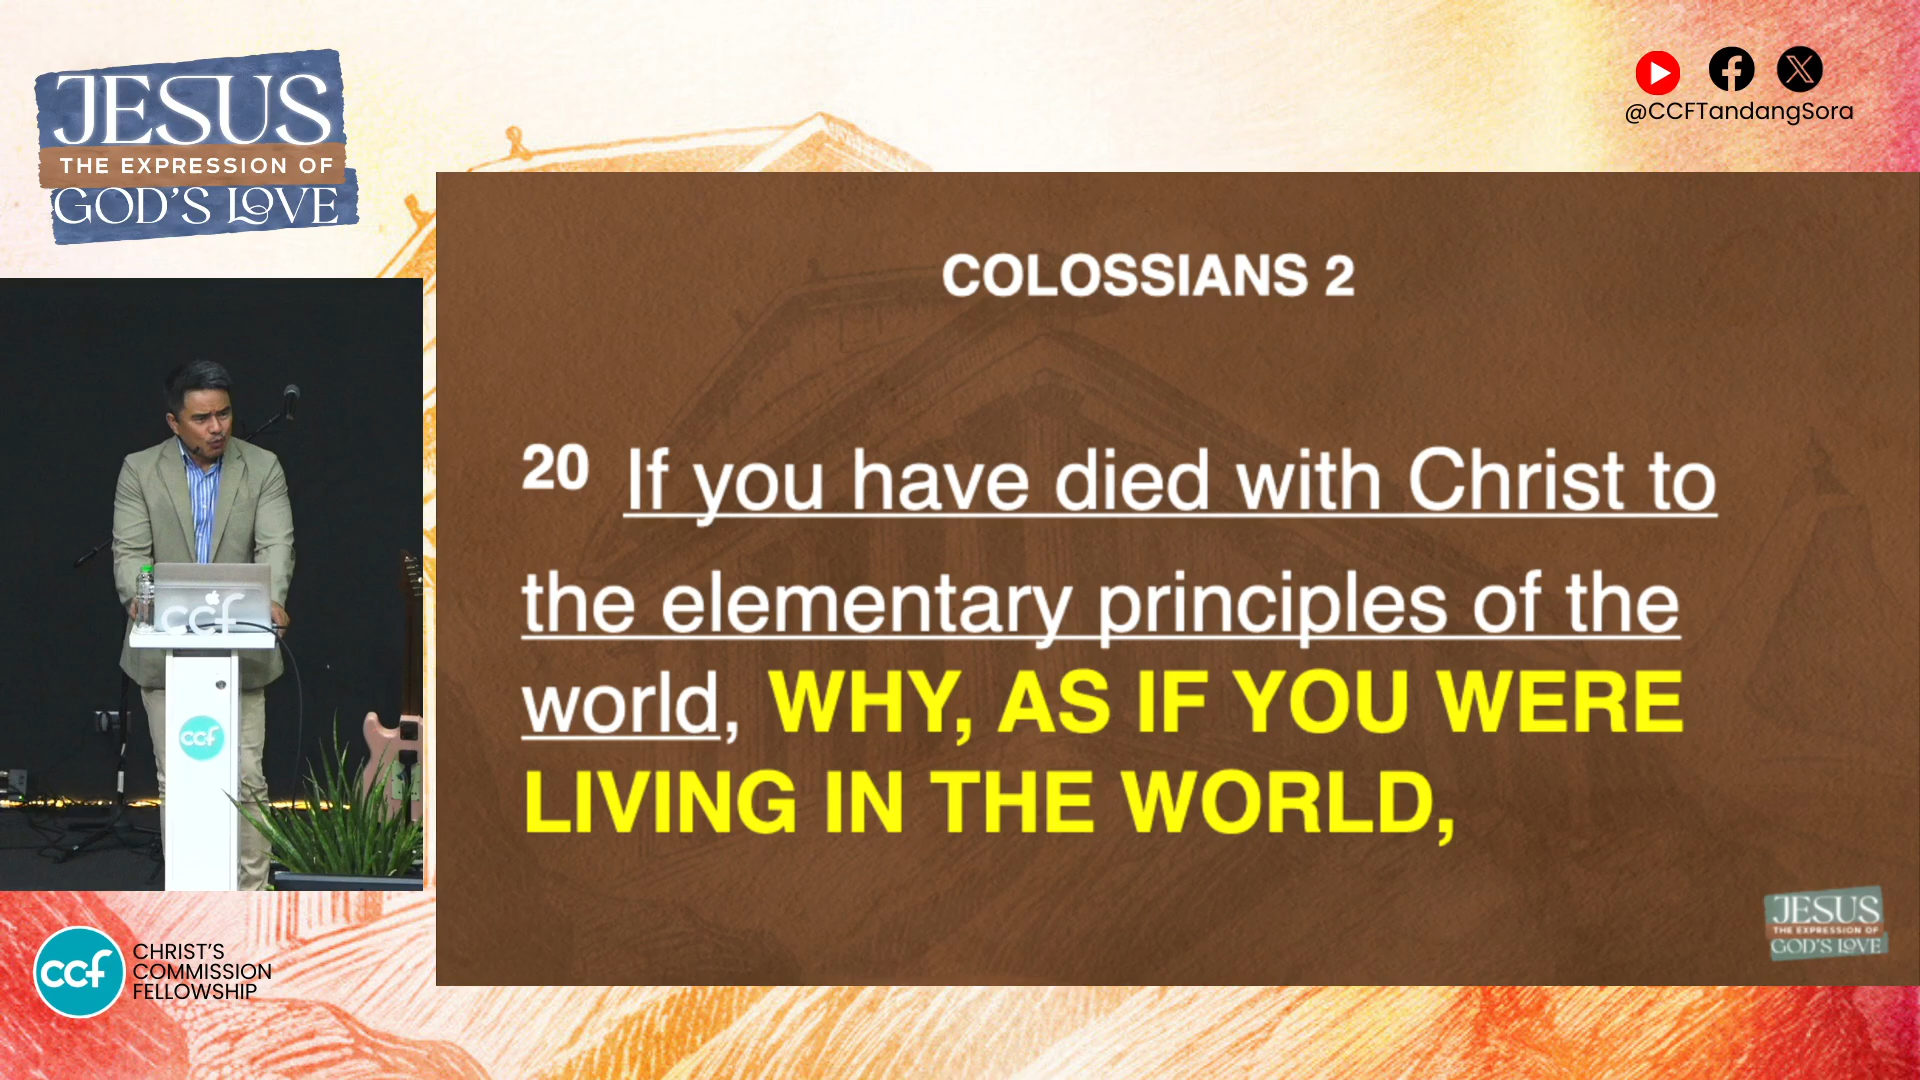 JESUS
THE EXPRESSION OF
GOD'S LOVE
@CCFTandangSora
COLOSSIANS 2
20 If you have died with Christ to
the elementary principles of the
world, WHY, AS IF YOU WERE
LIVING IN THE WORLD,
ccf
ccf
JESUS
THE EXPRESSION OF
GOD'S LOVE
ccf
CHRIST'S
COMMISSION
FELLOWSHIP